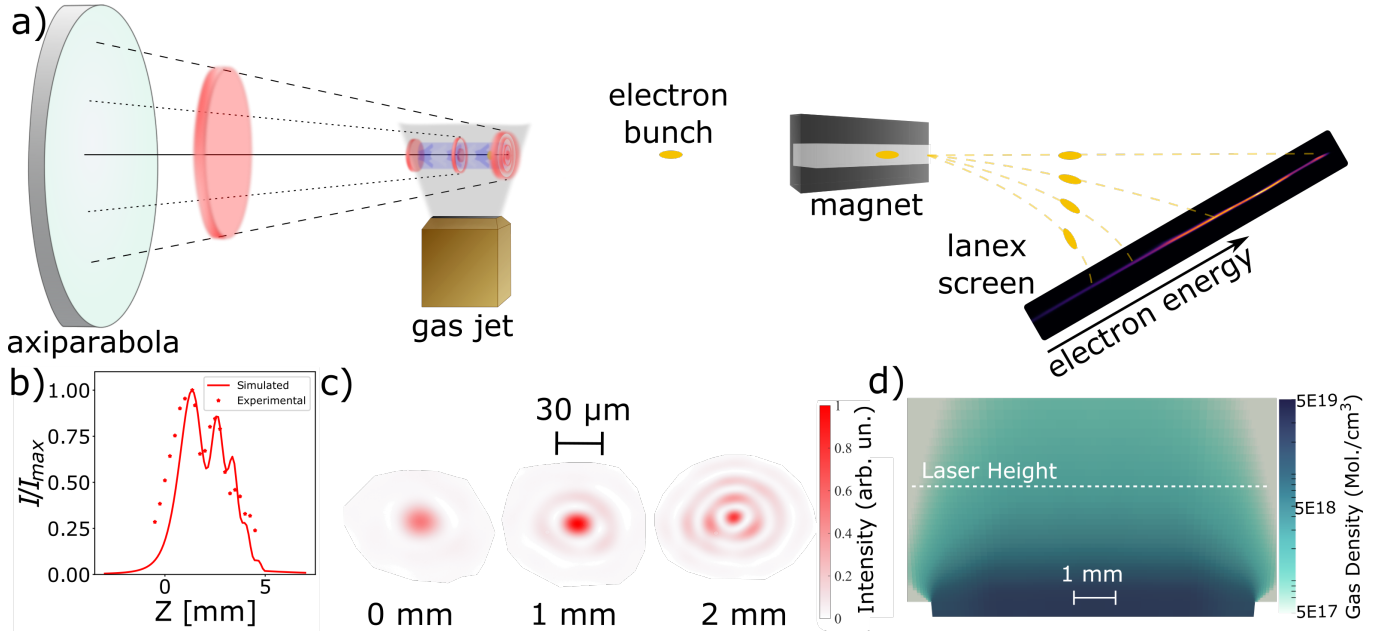 a)
electron
bunch
magnet
lanex
screen
electron energy
gas jet
axiparabola
b)
I/Imax
1.00
0.75
0.50
0.25
0.00
Simulated
Experimental
0
5
Z [mm]
c)
30 µm
0 mm
1 mm
2 mm
1
0.8
0.6
0.4
0.2
0
Intensity (arb. un.)
d)
Laser Height
1 mm
5E19
5E18
5E17
Gas Density (Mol./cm³)